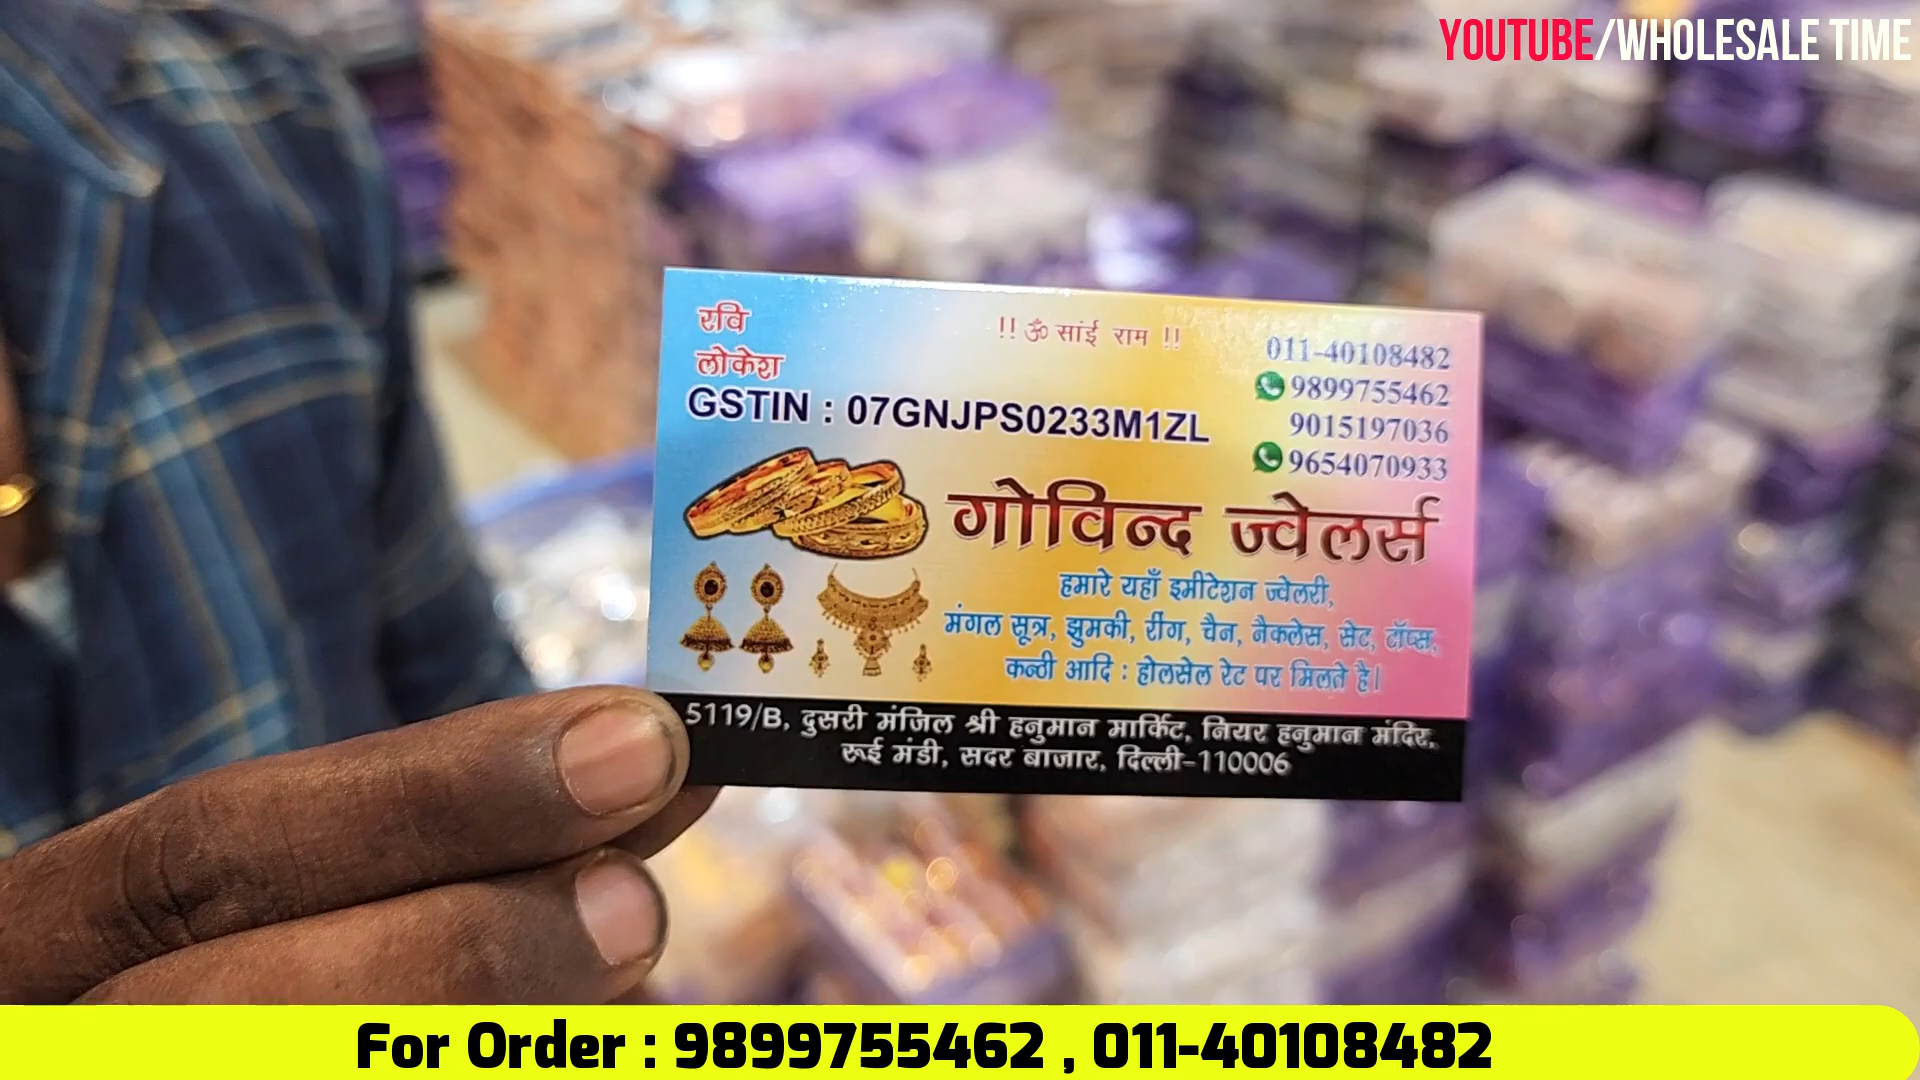 YOUTUBE/WHOLESALE TIME
रवि
लोकेश
!! ॐ सांई राम !!
011-40108482
9899755462
9015197036
9654070933
GSTIN : 07GNJPS0233M1ZL
गोविन्द ज्वेलर्स
हमारे यहाँ इमीटेशन ज्वेलरी,
मंगल सूत्र, झुमकी, रींग, चैन, नैकलेस, सेट, टॉप्स,
कन्ठी आदि : होलसेल रेट पर मिलते है।
5119/B, दुसरी मंजिल श्री हनुमान मार्किट, नियर हनुमान मंदिर,
रूई मंडी, सदर बाजार, दिल्ली-110006
For Order : 9899755462 , 011-40108482